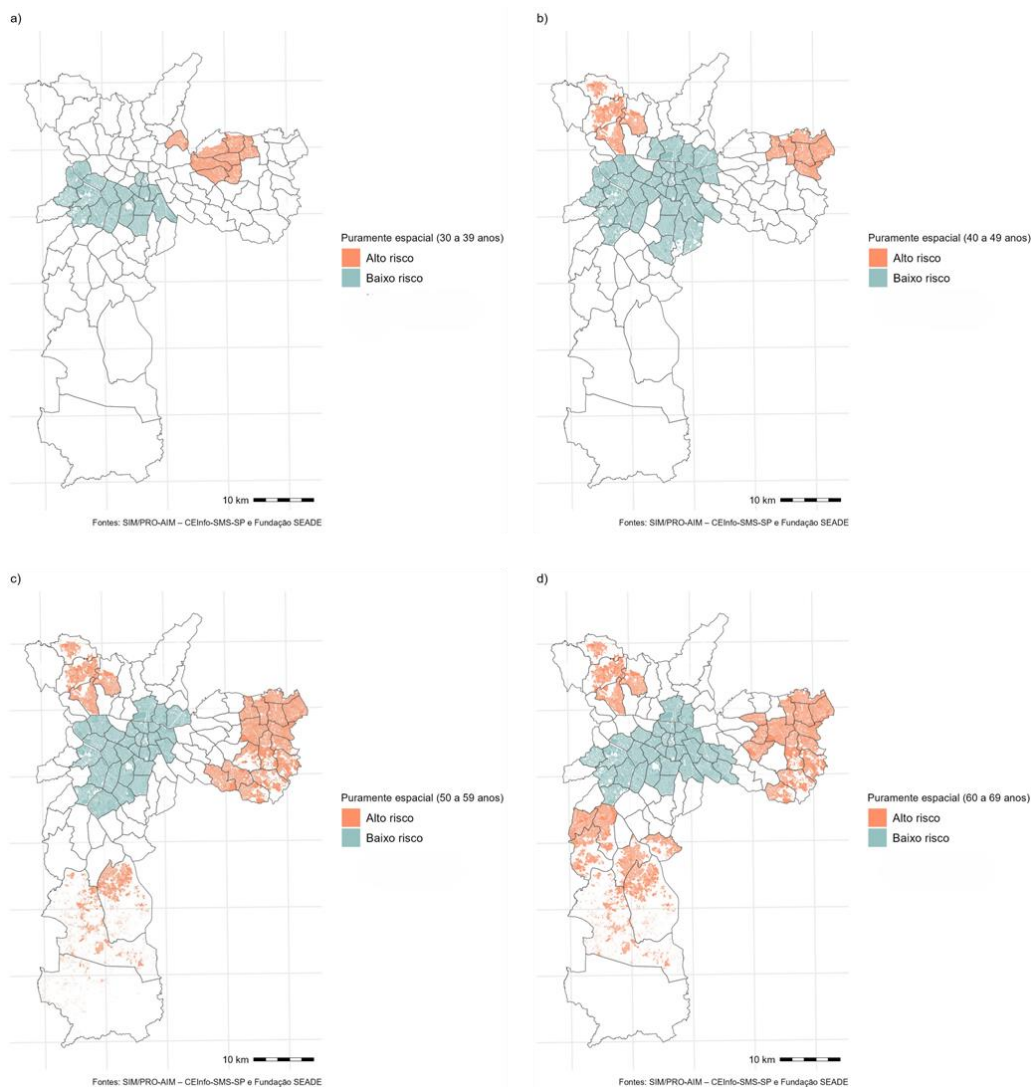 a)
Puramente espacial (30 a 39 anos)
Alto risco
Baixo risco
10 km
Fontes: SIM/PRO-AIM – CEInfo-SMS-SP e Fundação SEADE
b)
Puramente espacial (40 a 49 anos)
Alto risco
Baixo risco
10 km
Fontes: SIM/PRO-AIM – CEInfo-SMS-SP e Fundação SEADE
c)
Puramente espacial (50 a 59 anos)
Alto risco
Baixo risco
10 km
Fontes: SIM/PRO-AIM – CEInfo-SMS-SP e Fundação SEADE
d)
Puramente espacial (60 a 69 anos)
Alto risco
Baixo risco
10 km
Fontes: SIM/PRO-AIM – CEInfo-SMS-SP e Fundação SEADE